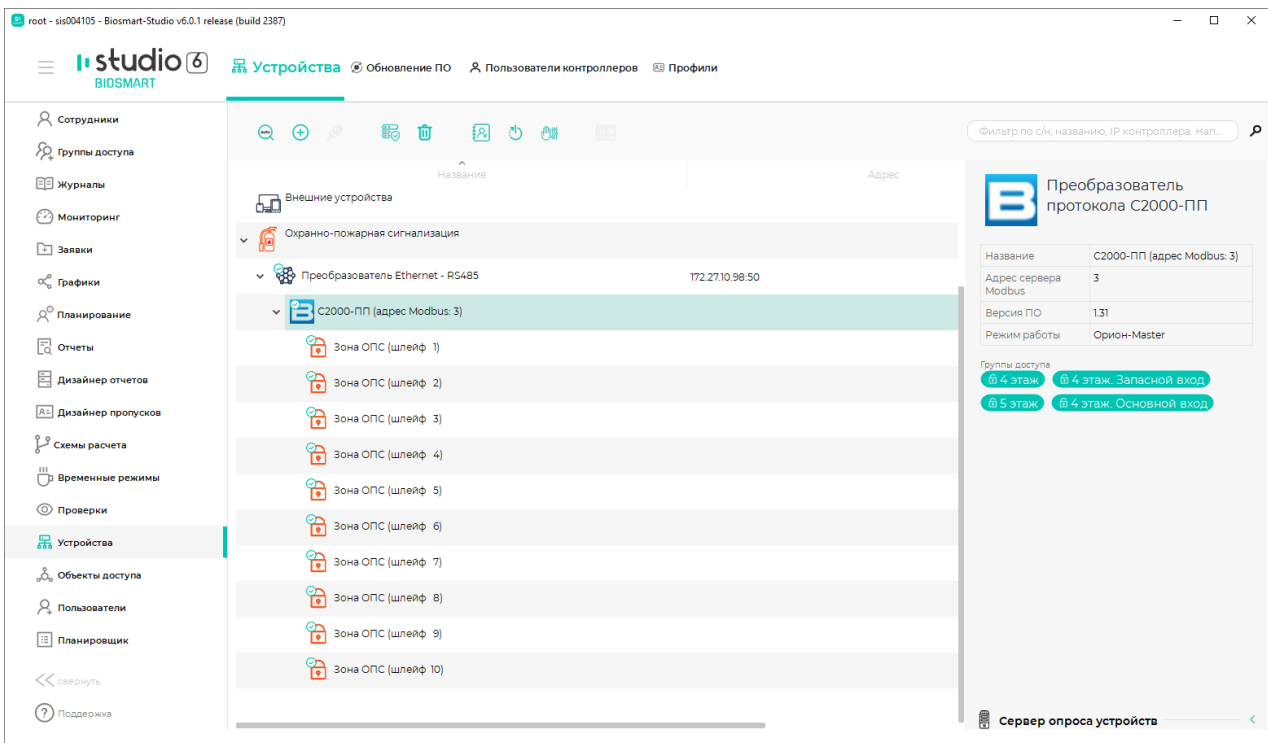 root - sis004105 - Biosmart-Studio v6.0.1 release (build 2387)
studio 6
BIOSMART
Устройства
Обновление ПО
Пользователи контроллеров
Профили
Сотрудники
Группы доступа
Журналы
Мониторинг
Заявки
Графики
Планирование
Отчеты
Дизайнер отчетов
Дизайнер пропусков
Схемы расчета
Временные режимы
Проверки
Устройства
Объекты доступа
Пользователи
Планировщик
свернуть
Поддержка
Название Адрес
Внешние устройства
Охранно-пожарная сигнализация
Преобразователь Ethernet - RS485 172.27.10.98:50
С2000-ПП (адрес Modbus: 3)
Зона ОПС (шлейф 1)
Зона ОПС (шлейф 2)
Зона ОПС (шлейф 3)
Зона ОПС (шлейф 4)
Зона ОПС (шлейф 5)
Зона ОПС (шлейф 6)
Зона ОПС (шлейф 7)
Зона ОПС (шлейф 8)
Зона ОПС (шлейф 9)
Зона ОПС (шлейф 10)
Фильтр по с/н, названию, IP контроллера. Нап...
Преобразователь
протокола С2000-ПП
Название С2000-ПП (адрес Modbus: 3)
Адрес сервера 3
Modbus
Версия ПО 1.31
Режим работы Орион-Master
Группы доступа
4 этаж 4 этаж. Запасной вход
5 этаж 4 этаж. Основной вход
Сервер опроса устройств